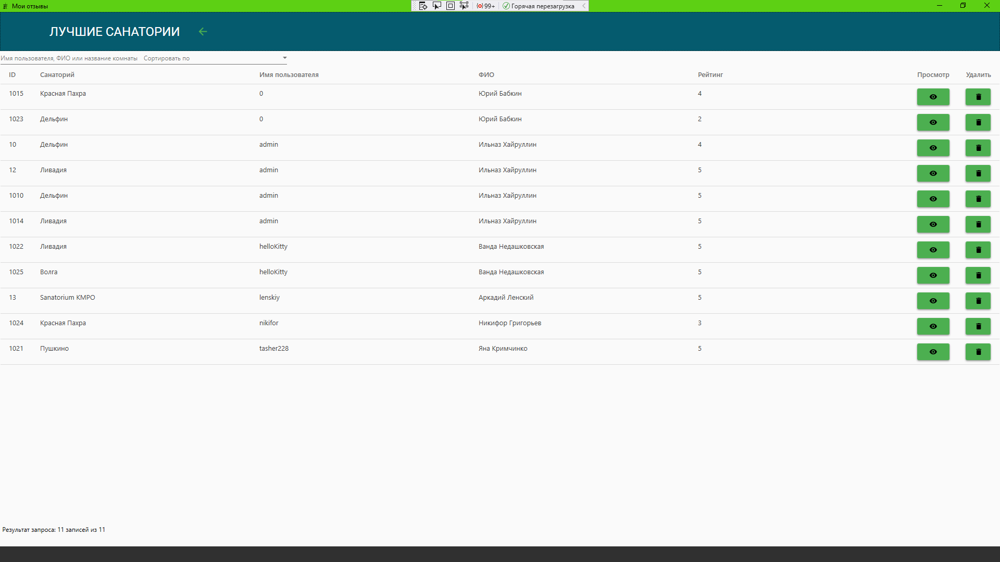 Мои отзывы
99+ Горячая перезагрузка
ЛУЧШИЕ САНАТОРИИ
Имя пользователя, ФИО или название комнаты Сортировать по
ID Санаторий Имя пользователя ФИО Рейтинг Просмотр Удалить
1015 Красная Пахра 0 Юрий Бабкин 4
1023 Дельфин 0 Юрий Бабкин 2
10 Дельфин admin Ильназ Хайруллин 4
12 Ливадия admin Ильназ Хайруллин 5
1010 Дельфин admin Ильназ Хайруллин 5
1014 Ливадия admin Ильназ Хайруллин 5
1022 Ливадия helloKitty Ванда Недашковская 5
1025 Волга helloKitty Ванда Недашковская 5
13 Sanatorium KMPO lenskiy Аркадий Ленский 5
1024 Красная Пахра nikifor Никифор Григорьев 3
1021 Пушкино tasher228 Яна Кримчинко 5
Результат запроса: 11 записей из 11